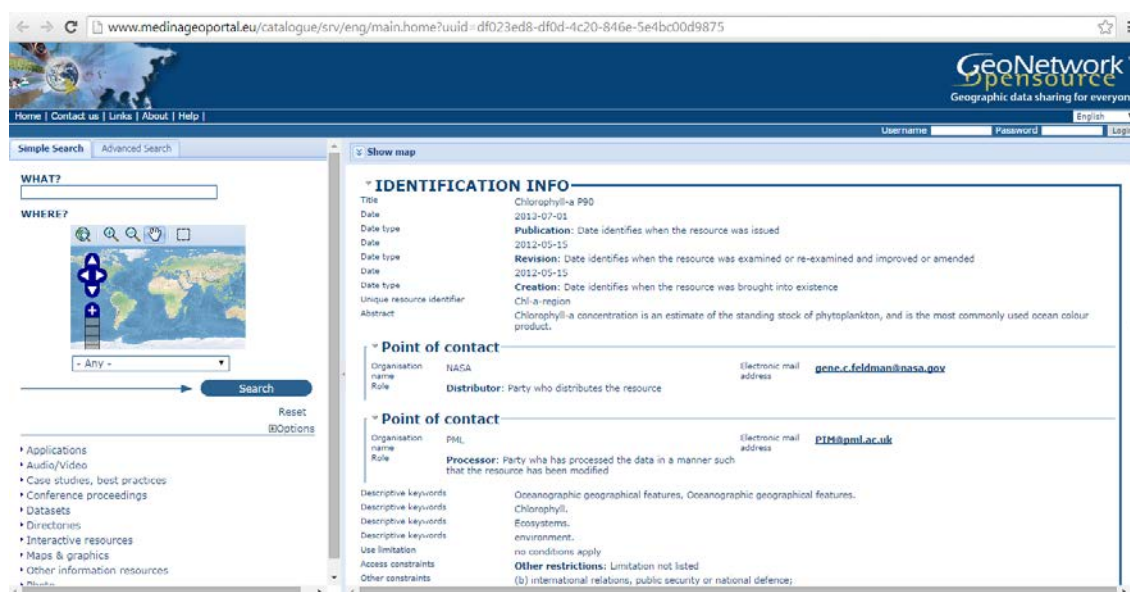 www.medinageoportal.eu/catalogue/srv/eng/main.home?uuid=df023ed8-df0d-4c20-846e-5e4bc00d9875
GeoNetwork
Opensource
Geographic data sharing for everyon
Home | Contact us | Links | About | Help |
English
Username Password Login
Simple Search Advanced Search
Show map
WHAT?
WHERE?
- Any -
Search
Reset
Options
Applications
Audio/Video
Case studies, best practices
Conference proceedings
Datasets
Directories
Interactive resources
Maps & graphics
Other information resources
Photo
IDENTIFICATION INFO
Title Chlorophyll-a P90
Date 2013-07-01
Date type Publication: Date identifies when the resource was issued
Date 2012-05-15
Date type Revision: Date identifies when the resource was examined or re-examined and improved or amended
Date 2012-05-15
Date type Creation: Date identifies when the resource was brought into existence
Unique resource identifier Chl-a-region
Abstract Chlorophyll-a concentration is an estimate of the standing stock of phytoplankton, and is the most commonly used ocean colour
product.
Point of contact
Organisation name NASA Electronic mail address gene.c.feldman@nasa.gov
Role Distributor: Party who distributes the resource
Point of contact
Organisation name PML Electronic mail address PIM@pml.ac.uk
Role Processor: Party who has processed the data in a manner such
that the resource has been modified
Descriptive keywords Oceanographic geographical features, Oceanographic geographical features.
Descriptive keywords Chlorophyll.
Descriptive keywords Ecosystems.
Descriptive keywords environment.
Use limitation no conditions apply
Access constraints Other restrictions: Limitation not listed
Other constraints (b) international relations, public security or national defence;